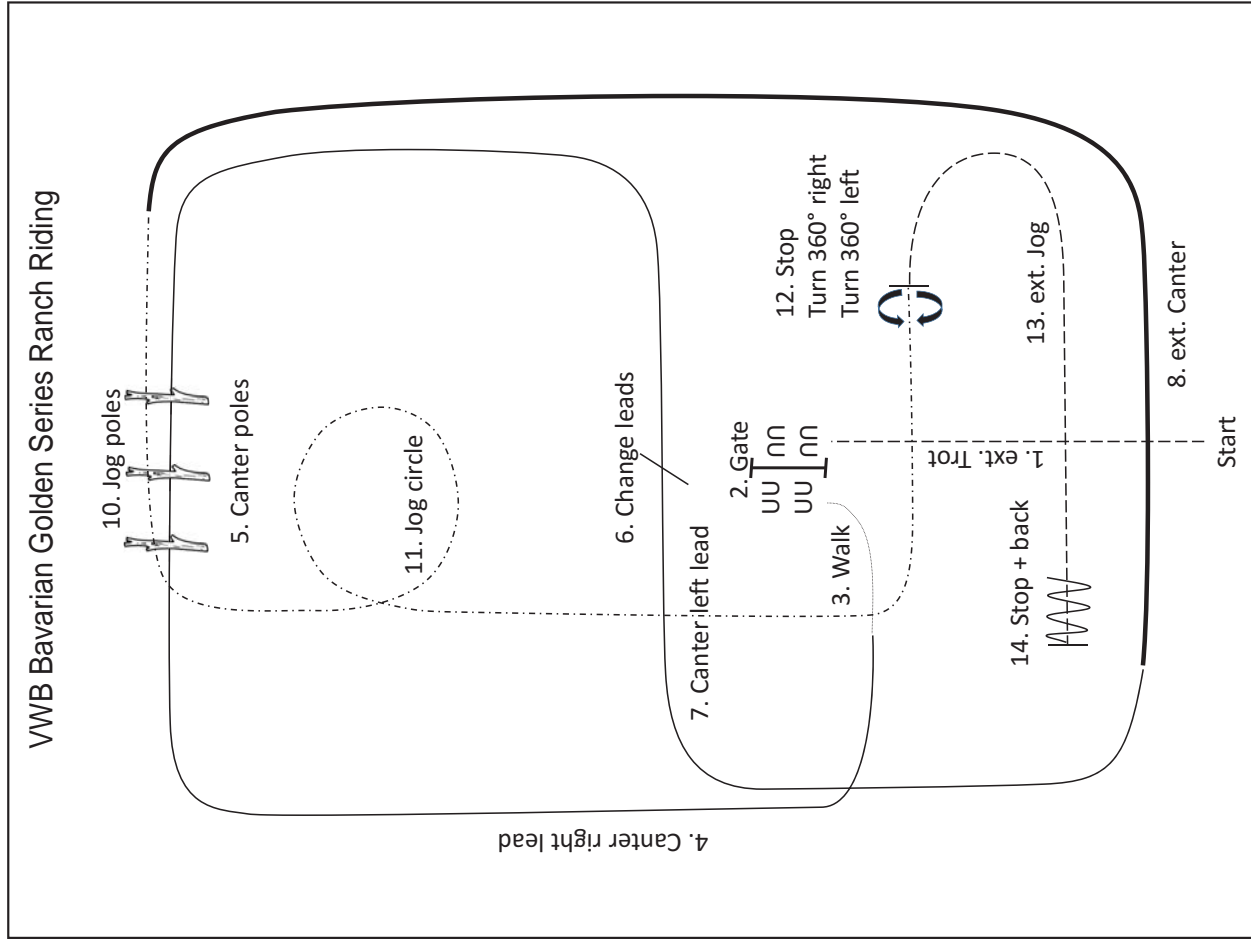 VWB Bavarian Golden Series Ranch Riding
10. Jog poles
5. Canter poles
11. Jog circle
4. Canter right lead
6. Change leads
7. Canter left lead
2. Gate
3. Walk
12. Stop
Turn 360° right
Turn 360° left
1. ext. Trot
13. ext. Jog
14. Stop + back
8. ext. Canter
Start